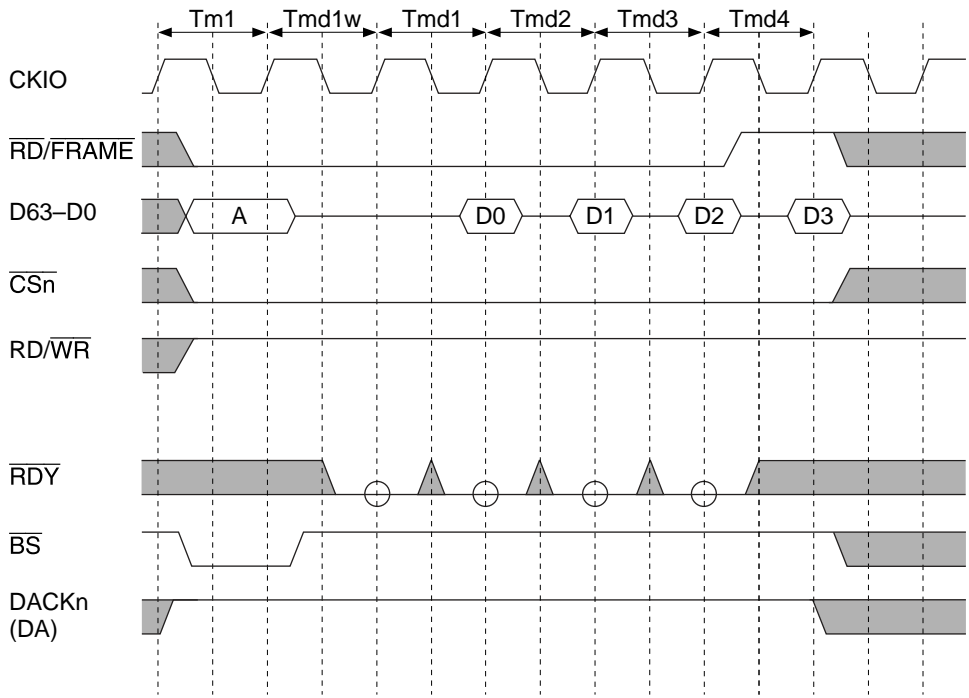 Tm1 Tmd1w Tmd1 Tmd2 Tmd3 Tmd4
CKIO
RD/FRAME
D63–D0 A D0 D1 D2 D3
CSn
RD/WR
RDY
BS
DACKn
(DA)